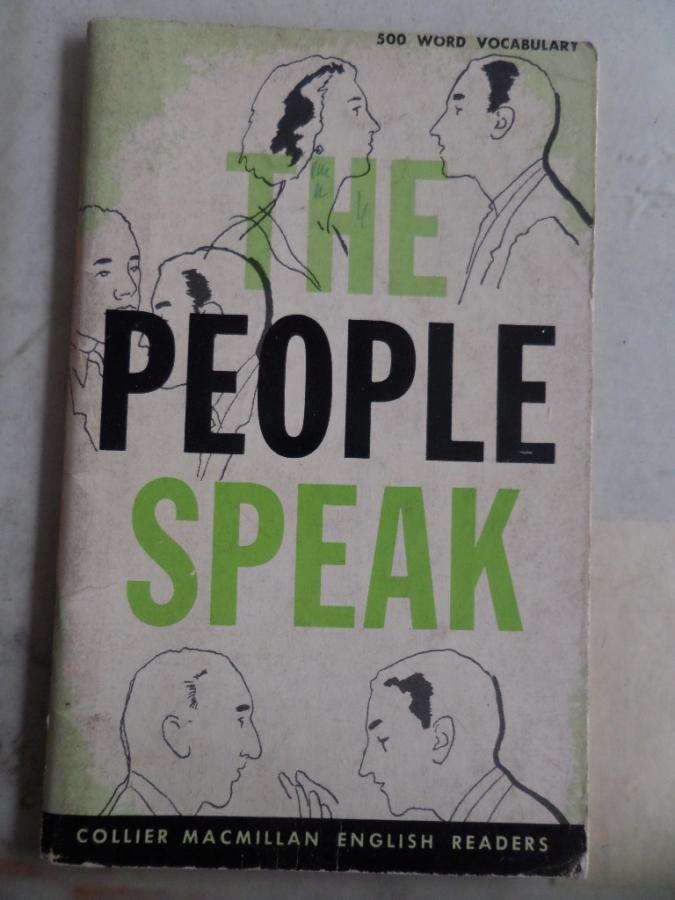 500 WORD VOCABULARY
THE
PEOPLE
SPEAK
COLLIER MACMILLAN ENGLISH READERS